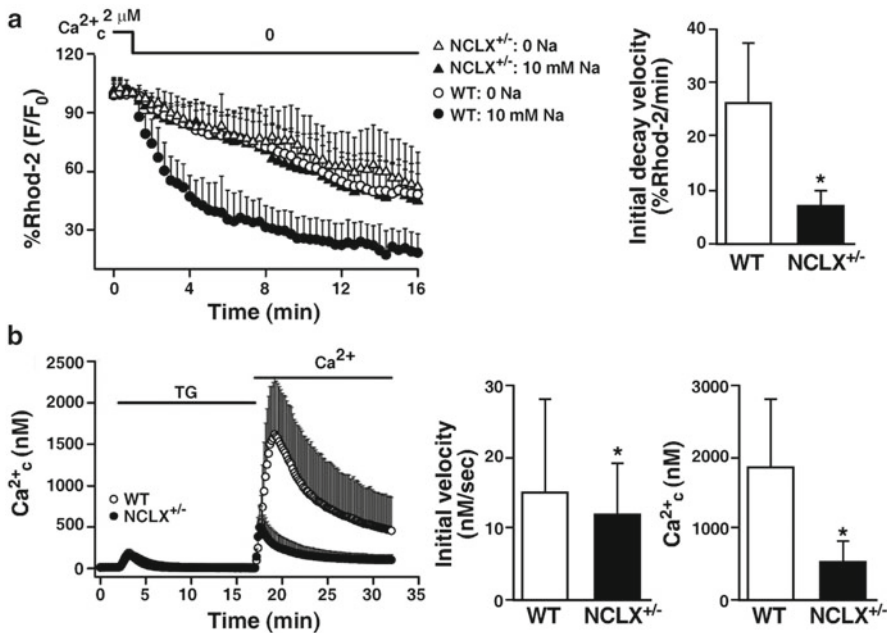 a
Ca2+c 2 µM
0
120
100
90
60
30
%Rhod-2 (F/F0)
0 4 8 12 16
Time (min)
NCLX+/-: 0 Na
NCLX+/-: 10 mM Na
WT: 0 Na
WT: 10 mM Na
Initial decay velocity
(%Rhod-2/min)
40
30
20
10
0
*
WT NCLX+/-
b
Ca2+c (nM)
2500
2000
1500
1000
500
0
TG
Ca2+
WT
NCLX+/-
0 5 10 15 20 25 30 35
Time (min)
Initial velocity
(nM/sec)
30
15
0
*
WT NCLX+/-
Ca2+c (nM)
3000
2000
1000
0
*
WT NCLX+/-